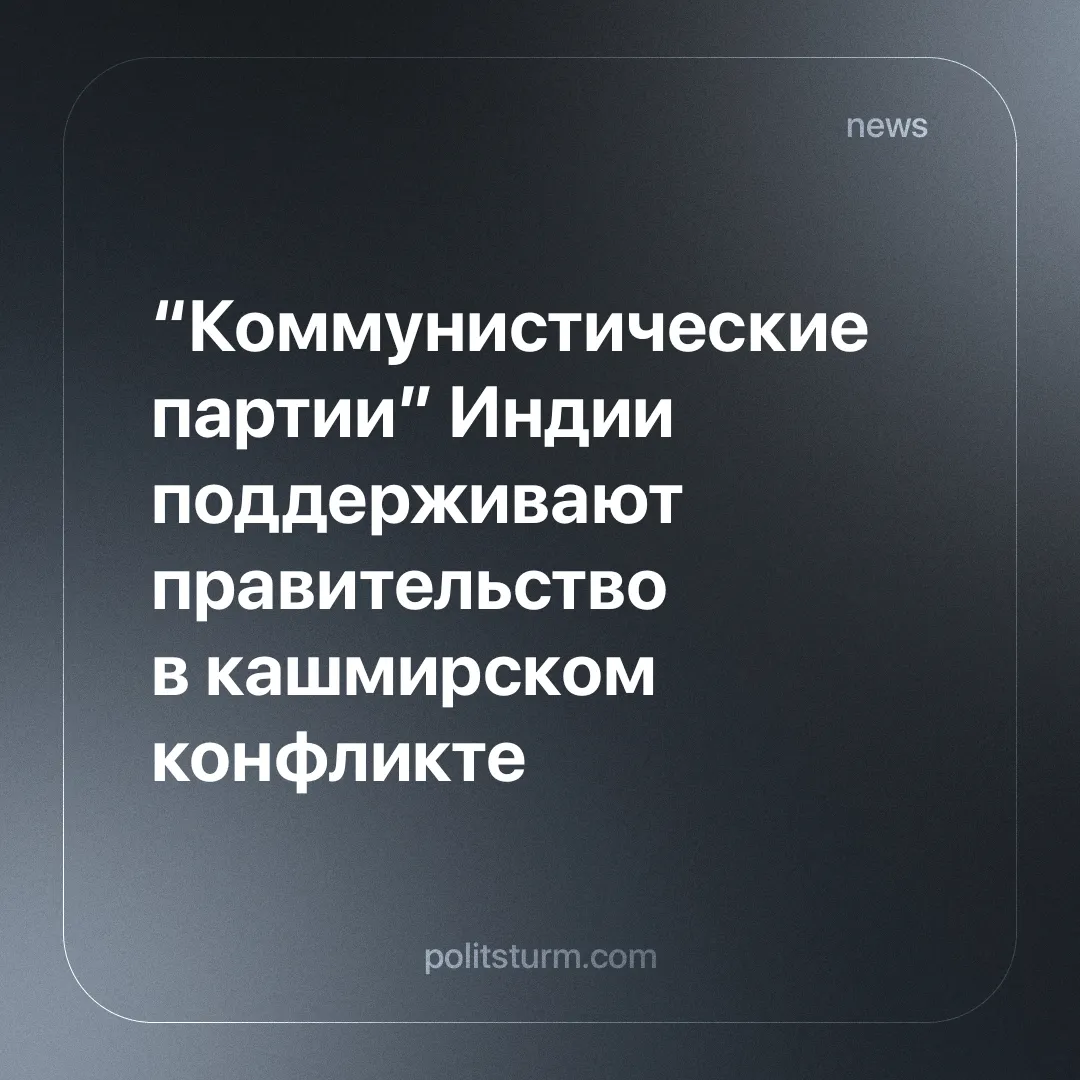 news
“Коммунистические
партии” Индии
поддерживают
правительство
в кашмирском
конфликте
politsturm.com